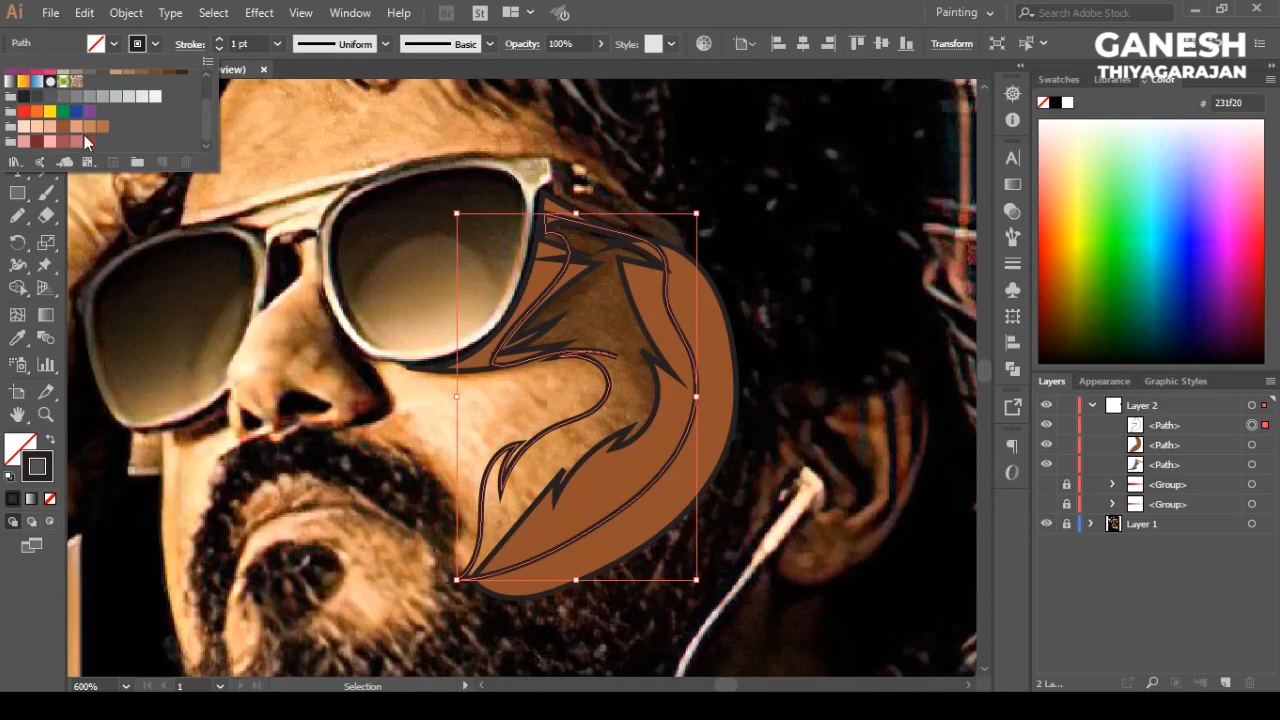 Ai File Edit Object Type Select Effect View Window Help Br St Painting Search Adobe Stock
Path Stroke: 1 pt Uniform Basic Opacity: 100% Style: Transform
GANESH
THIYAGARAJAN
view)
Swatches Libraries Color
# 231f20
Layers Appearance Graphic Styles
Layer 2
<Path>
<Path>
<Path>
<Group>
<Group>
Layer 1
600% 1 Selection 2 La...